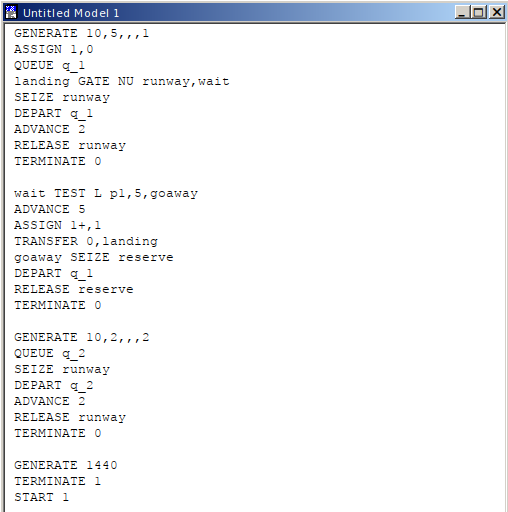 Untitled Model 1
GENERATE 10,5,,,1
ASSIGN 1,0
QUEUE q_1
landing GATE NU runway,wait
SEIZE runway
DEPART q_1
ADVANCE 2
RELEASE runway
TERMINATE 0
wait TEST L p1,5,goaway
ADVANCE 5
ASSIGN 1+,1
TRANSFER 0,landing
goaway SEIZE reserve
DEPART q_1
RELEASE reserve
TERMINATE 0
GENERATE 10,2,,,2
QUEUE q_2
SEIZE runway
DEPART q_2
ADVANCE 2
RELEASE runway
TERMINATE 0
GENERATE 1440
TERMINATE 1
START 1